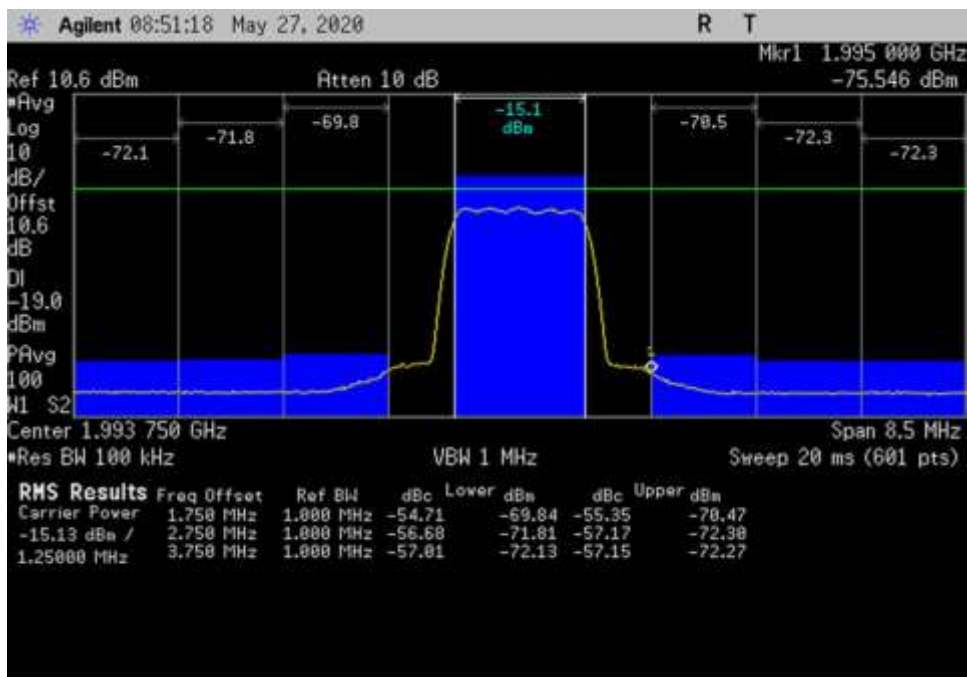 Agilent 08:51:18 May 27, 2020 R T
Mkr1 1.995 000 GHz
Ref 10.6 dBm Atten 10 dB -75.546 dBm
*Avg
Log
10
dB/
Offst
10.6
dB
DI
-19.0
dBm
PAvg
100
W1 S2
-72.1 -71.8 -69.8 -15.1 dBm -70.5 -72.3 -72.3
Center 1.993 750 GHz Span 8.5 MHz
*Res BW 100 kHz VBW 1 MHz Sweep 20 ms (601 pts)
RMS Results Freq Offset Ref BW dBc Lower dBm dBc Upper dBm
Carrier Power 1.750 MHz 1.000 MHz -54.71 -69.84 -55.35 -70.47
-15.13 dBm / 2.750 MHz 1.000 MHz -56.68 -71.81 -57.17 -72.30
1.25000 MHz 3.750 MHz 1.000 MHz -57.01 -72.13 -57.15 -72.27